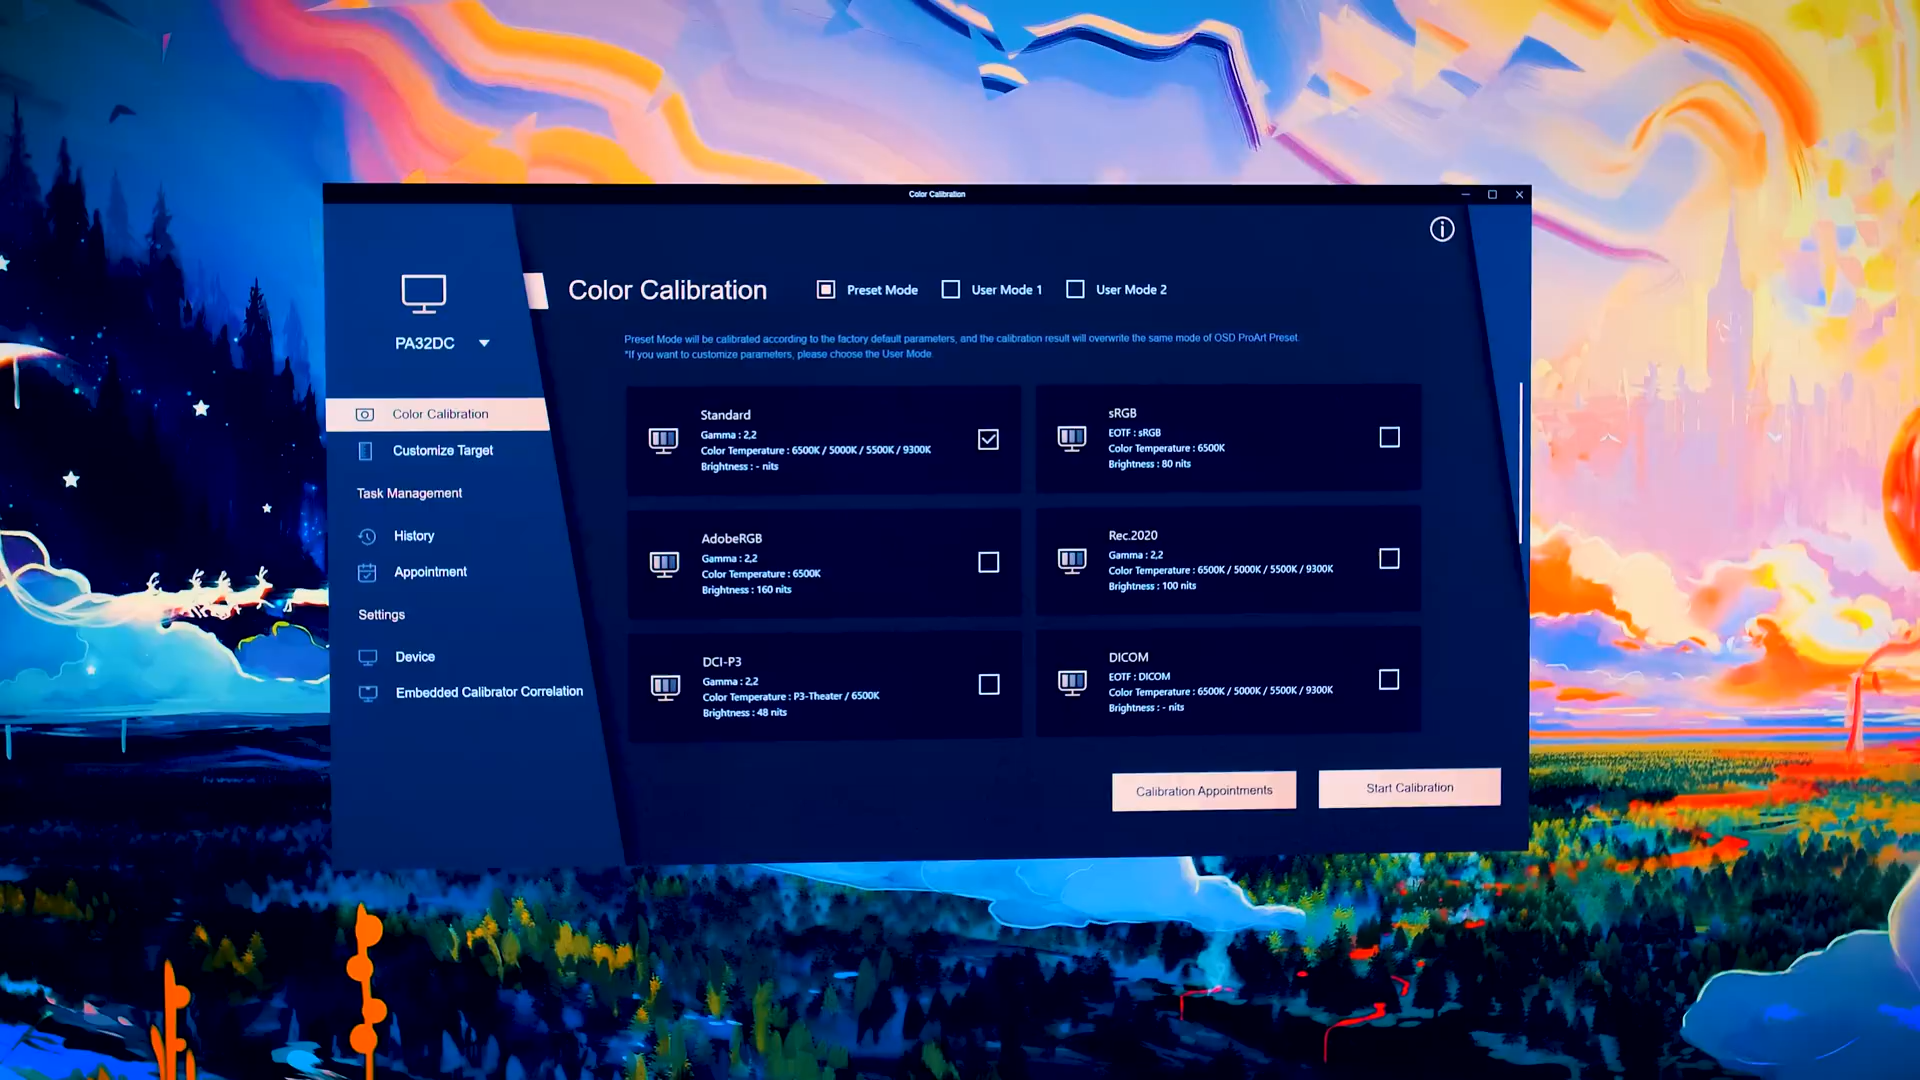 Color Calibration
PA32DC
Color Calibration
Customize Target
Task Management
History
Appointment
Settings
Device
Embedded Calibrator Correlation
Color Calibration
Preset Mode
User Mode 1
User Mode 2
Preset Mode will be calibrated according to the factory default parameters, and the calibration result will overwrite the same mode of OSD ProArt Preset.
*If you want to customize parameters, please choose the User Mode
Standard
Gamma : 2,2
Color Temperature : 6500K / 5000K / 5500K / 9300K
Brightness : - nits
sRGB
EOTF : sRGB
Color Temperature : 6500K
Brightness : 80 nits
AdobeRGB
Gamma : 2,2
Color Temperature : 6500K
Brightness : 160 nits
Rec.2020
Gamma : 2,2
Color Temperature : 6500K / 5000K / 5500K / 9300K
Brightness : 100 nits
DCI-P3
Gamma : 2,2
Color Temperature : P3-Theater / 6500K
Brightness : 48 nits
DICOM
EOTF : DICOM
Color Temperature : 6500K / 5000K / 5500K / 9300K
Brightness : - nits
Calibration Appointments
Start Calibration